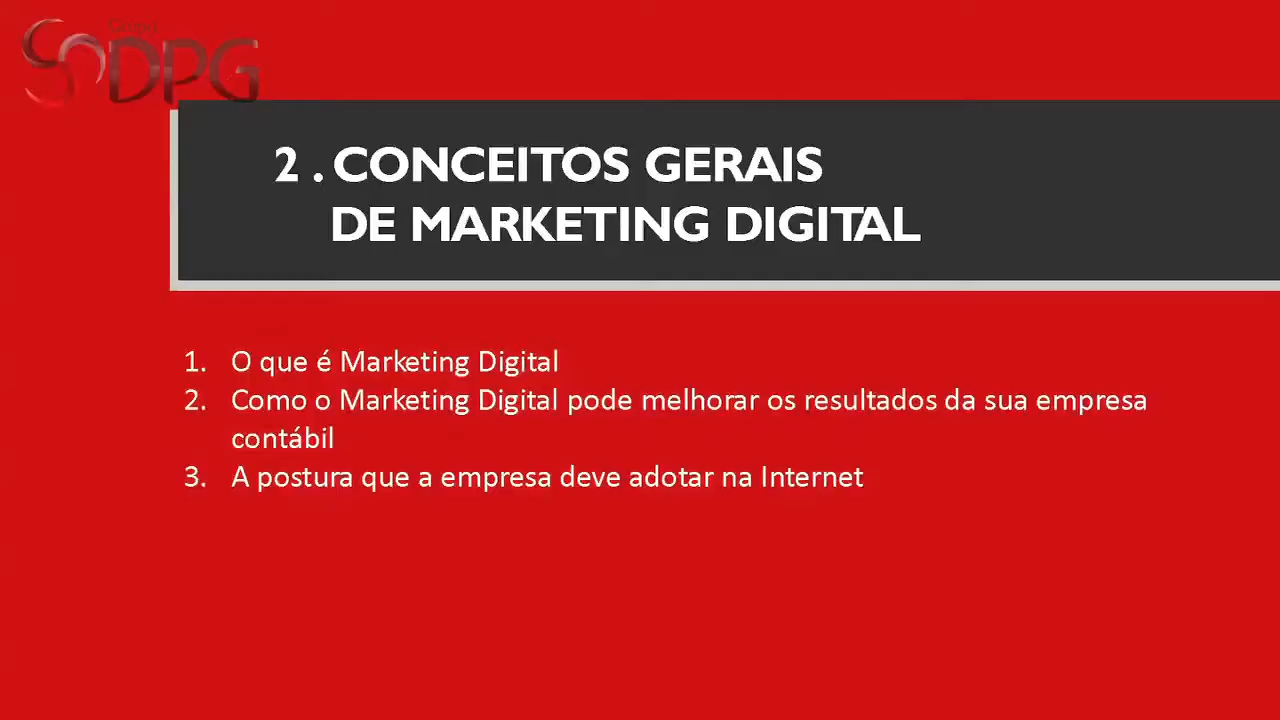 Grupo
DPG
2 . CONCEITOS GERAIS
DE MARKETING DIGITAL
1. O que é Marketing Digital
2. Como o Marketing Digital pode melhorar os resultados da sua empresa
contábil
3. A postura que a empresa deve adotar na Internet